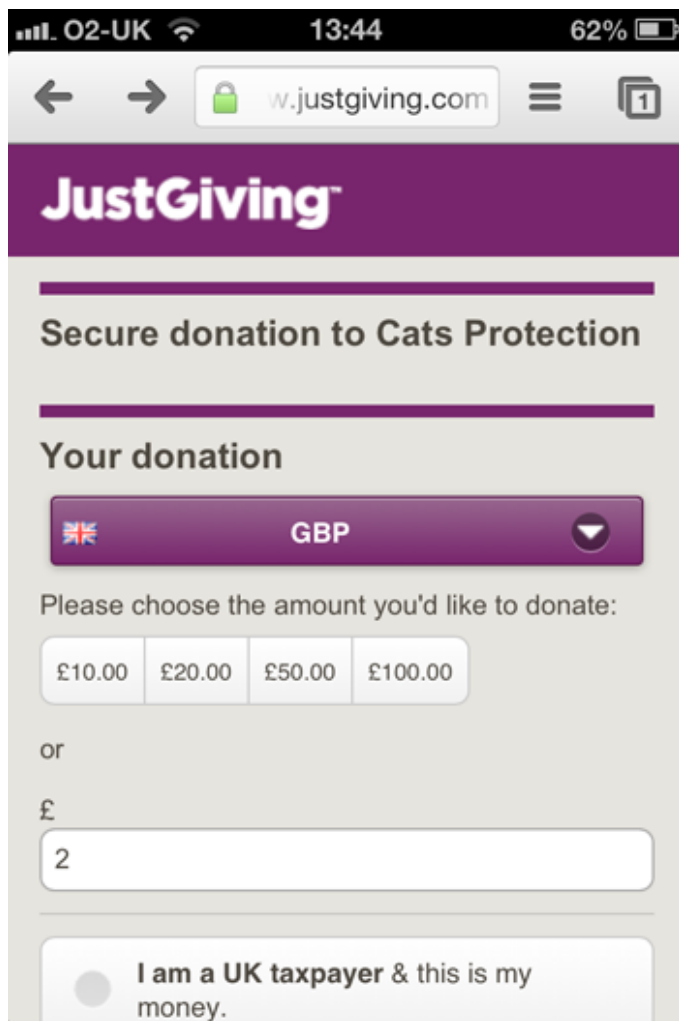 O2-UK 13:44 62%
w.justgiving.com 1
JustGiving™
Secure donation to Cats Protection
Your donation
GBP
Please choose the amount you'd like to donate:
£10.00 £20.00 £50.00 £100.00
or
£
2
I am a UK taxpayer & this is my
money.